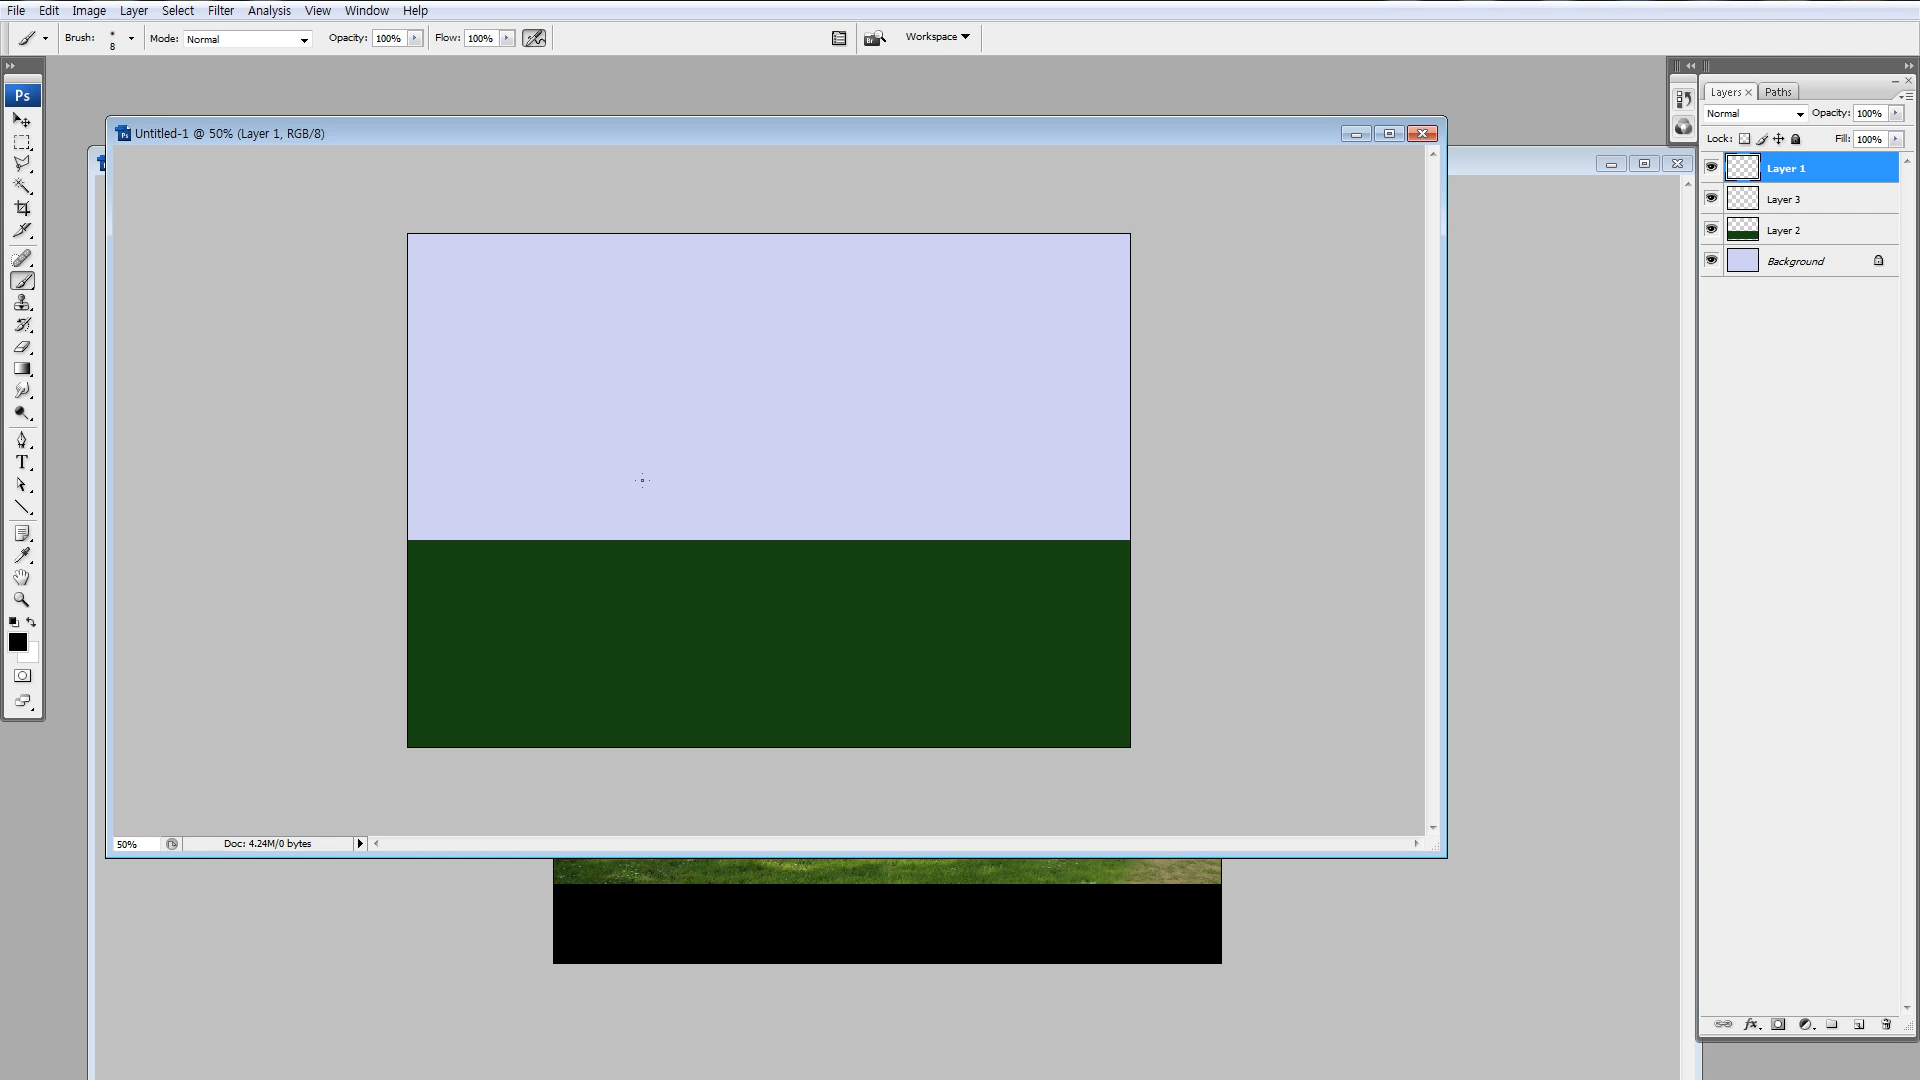 File Edit Image Layer Select Filter Analysis View Window Help
Brush: 8 Mode: Normal Opacity: 100% Flow: 100% Br Workspace
Ps
Layers Paths
Normal Opacity: 100%
Lock: Fill: 100%
Untitled-1 @ 50% (Layer 1, RGB/8)
Layer 1
Layer 3
Layer 2
Background
T
50% Doc: 4.24M/0 bytes
fx